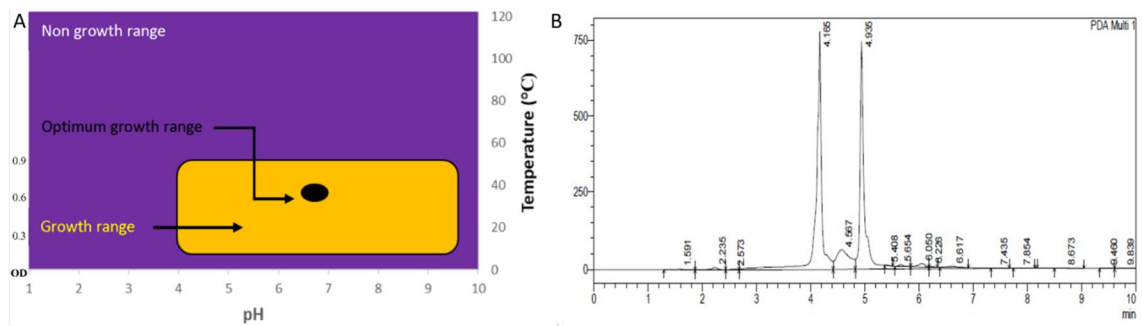 A
Non growth range
Optimum growth range
Growth range
0.9
0.6
0.3
OD
1 2 3 4 5 6 7 8 9 10
pH
120
100
80
60
40
20
0
Temperature (°C)
B
PDA Multi 1
750
500
250
0
1.591
2.235
2.573
4.165
4.567
4.935
5.408
5.654
6.050
6.226
6.617
7.435
7.854
8.673
9.460
9.839
0 1 2 3 4 5 6 7 8 9 10
min